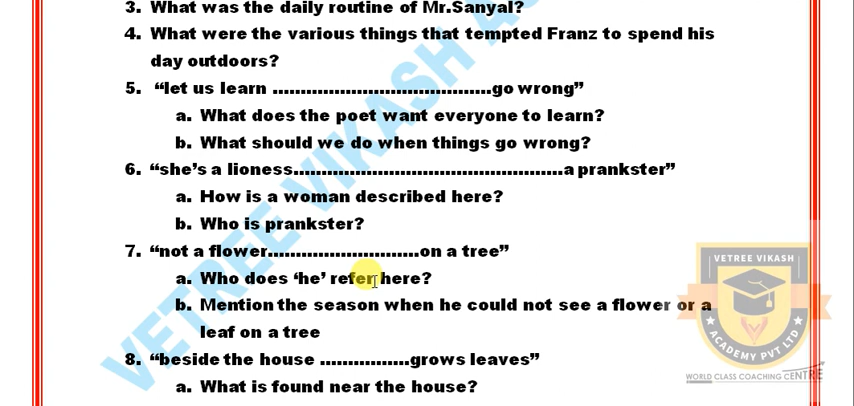 3. What was the daily routine of Mr.Sanyal?
4. What were the various things that tempted Franz to spend his
day outdoors?
5. “let us learn .......................................go wrong”
a. What does the poet want everyone to learn?
b. What should we do when things go wrong?
6. “she’s a lioness................................................a prankster”
a. How is a woman described here?
b. Who is prankster?
7. “not a flower...........................on a tree”
a. Who does ‘he’ refer here?
b. Mention the season when he could not see a flower or a
leaf on a tree
8. “beside the house ................grows leaves”
a. What is found near the house?
VETREE VIKASH AC
VETREE VIKASH
ACADEMY PVT LTD
WORLD CLASS COACHING CENTRE